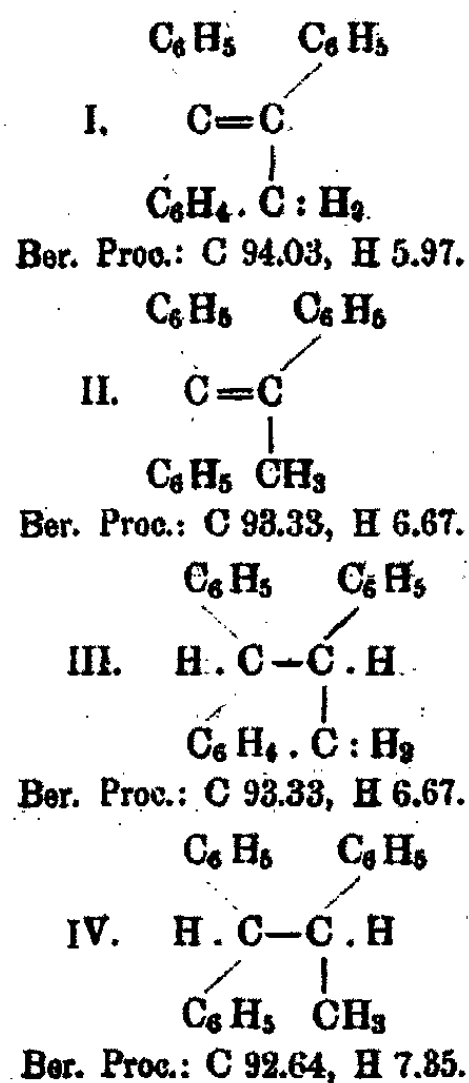 C₆H₅ C₆H₅
I. C=C
C₆H₄.C:H₂.
Ber. Proc.: C 94.03, H 5.97.
C₆H₅ C₆H₅
II. C=C
C₆H₅ CH₃
Ber. Proc.: C 93.33, H 6.67.
C₆H₅ C₆H₅
III. H.C—C.H
C₆H₄.C:H₂
Ber. Proc.: C 93.33, H 6.67.
C₆H₅ C₆H₅
IV. H.C—C.H
C₆H₅ CH₃
Ber. Proc.: C 92.64, H 7.35.